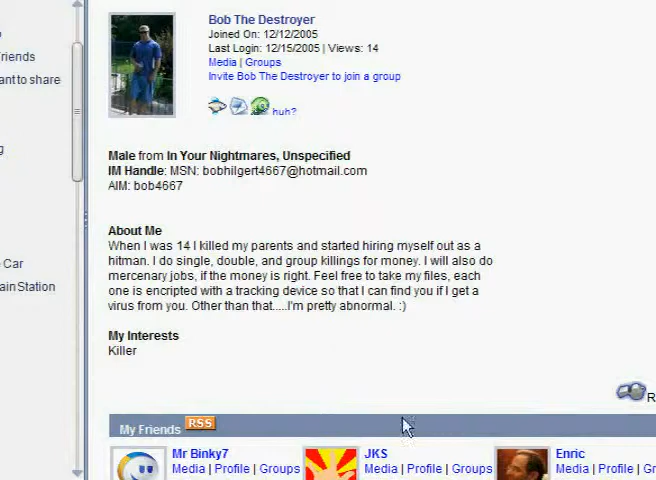 Bob The Destroyer
Joined On: 12/12/2005
Last Login: 12/15/2005 | Views: 14
Media | Groups
Invite Bob The Destroyer to join a group
huh?
riends
ant to share
g
Car
ain Station
Male from In Your Nightmares, Unspecified
IM Handle: MSN: bobhilgert4667@hotmail.com
AIM: bob4667
About Me
When I was 14 I killed my parents and started hiring myself out as a
hitman. I do single, double, and group killings for money. I will also do
mercenary jobs, if the money is right. Feel free to take my files, each
one is encripted with a tracking device so that I can find you if I get a
virus from you. Other than that.....I'm pretty abnormal. :)
My Interests
Killer
R
My Friends RSS
Mr Binky7
Media | Profile | Groups
JKS
Media | Profile | Groups
Enric
Media | Profile | G